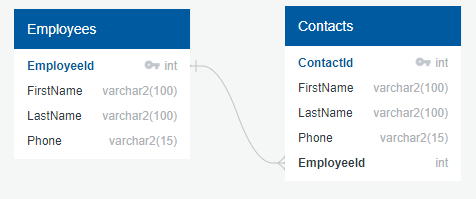 Employees
EmployeeId int
FirstName varchar2(100)
LastName varchar2(100)
Phone varchar2(15)
Contacts
ContactId int
FirstName varchar2(100)
LastName varchar2(100)
Phone varchar2(15)
EmployeeId int